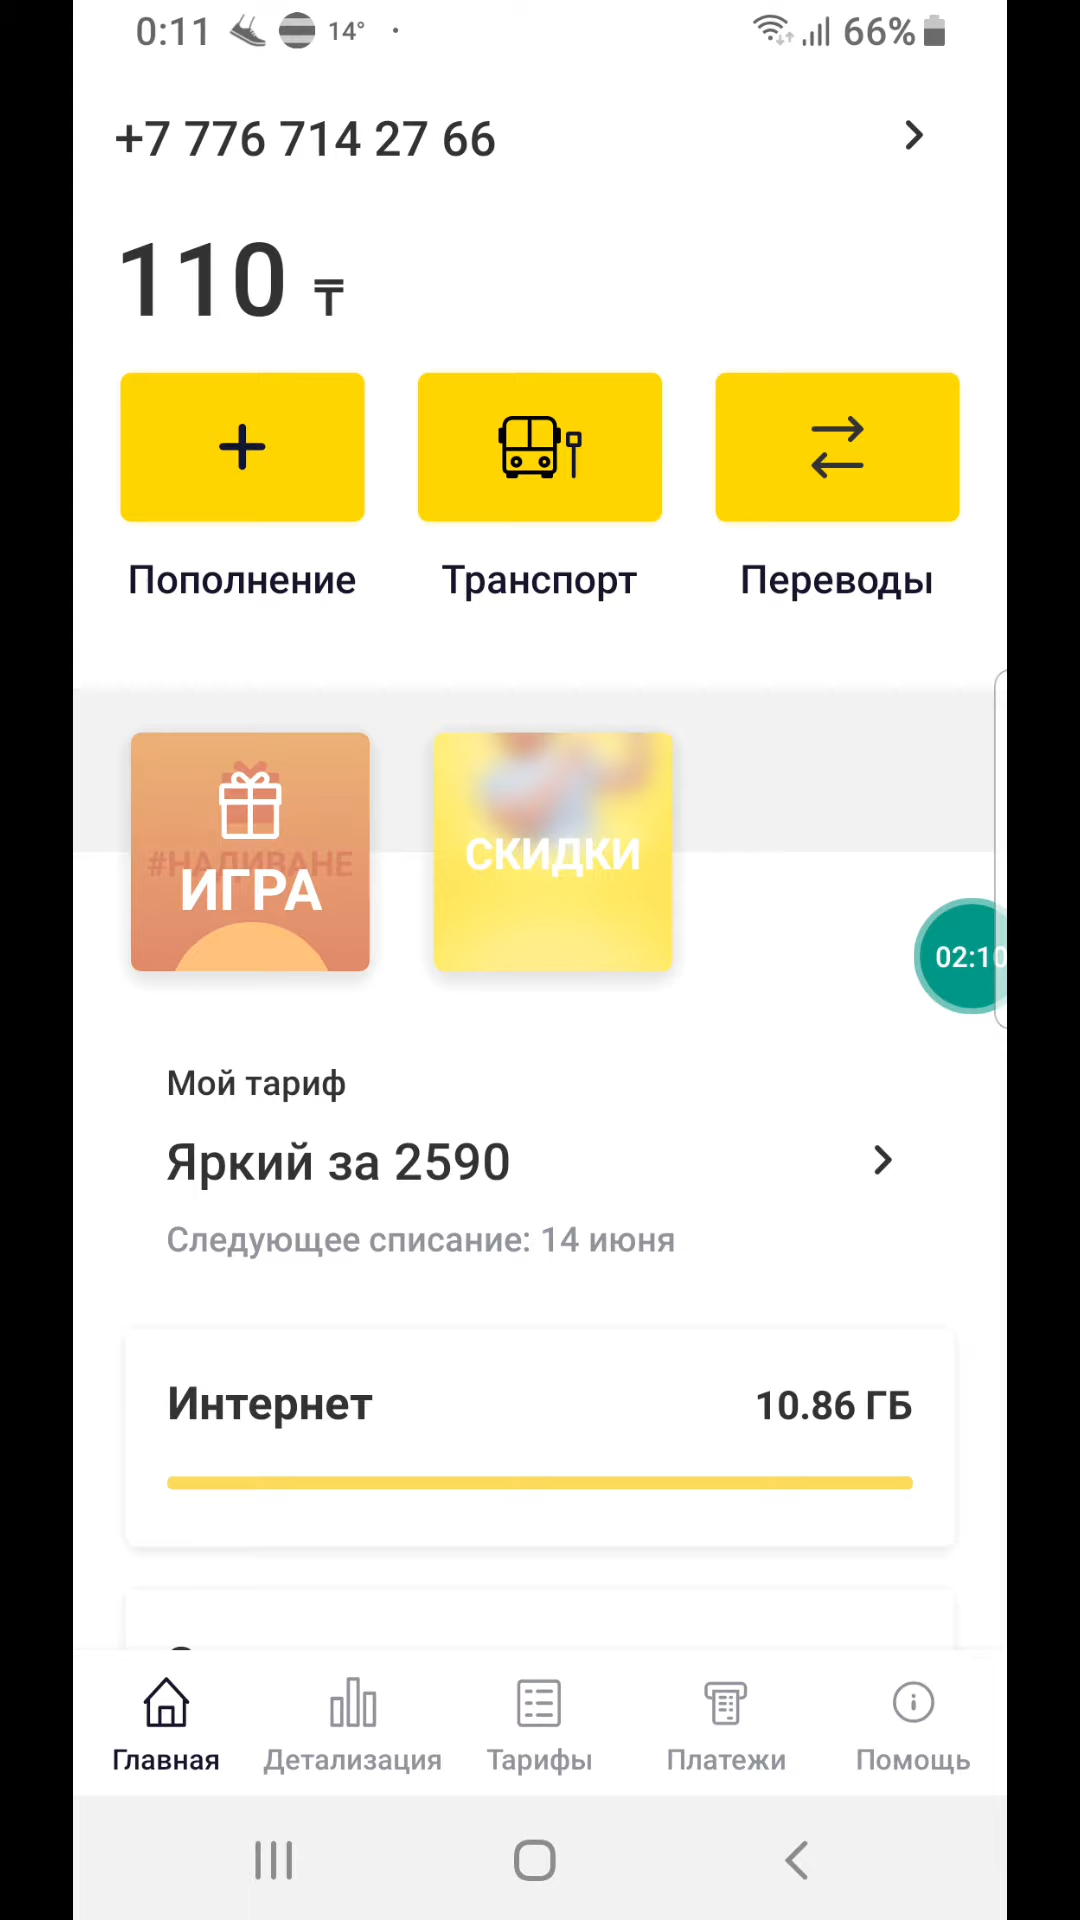 0:11 14° 66%
+7 776 714 27 66
110 ₸
Пополнение Транспорт Переводы
#НАДИВАНЕ
ИГРА
СКИДКИ
02:10
Мой тариф
Яркий за 2590
Следующее списание: 14 июня
Интернет 10.86 ГБ
Главная Детализация Тарифы Платежи Помощь